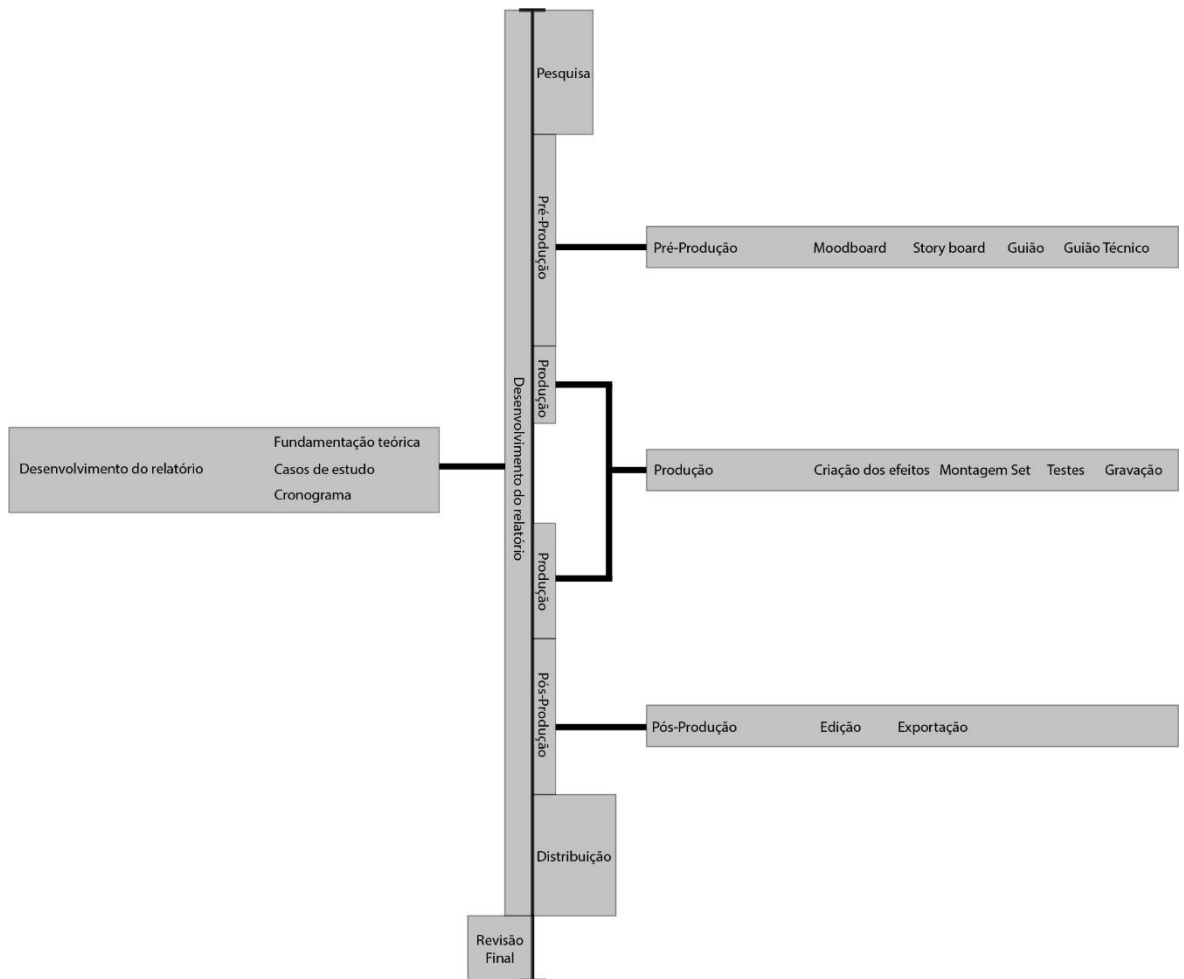 Pesquisa
Pré-Produção
Pré-Produção Moodboard Story board Guião Guião Técnico
Produção
Desenvolvimento do relatório
Desenvolvimento do relatório
Fundamentação teórica
Casos de estudo
Cronograma
Produção Criação dos efeitos Montagem Set Testes Gravação
Produção
Pós-Produção
Pós-Produção Edição Exportação
Distribuição
Revisão
Final